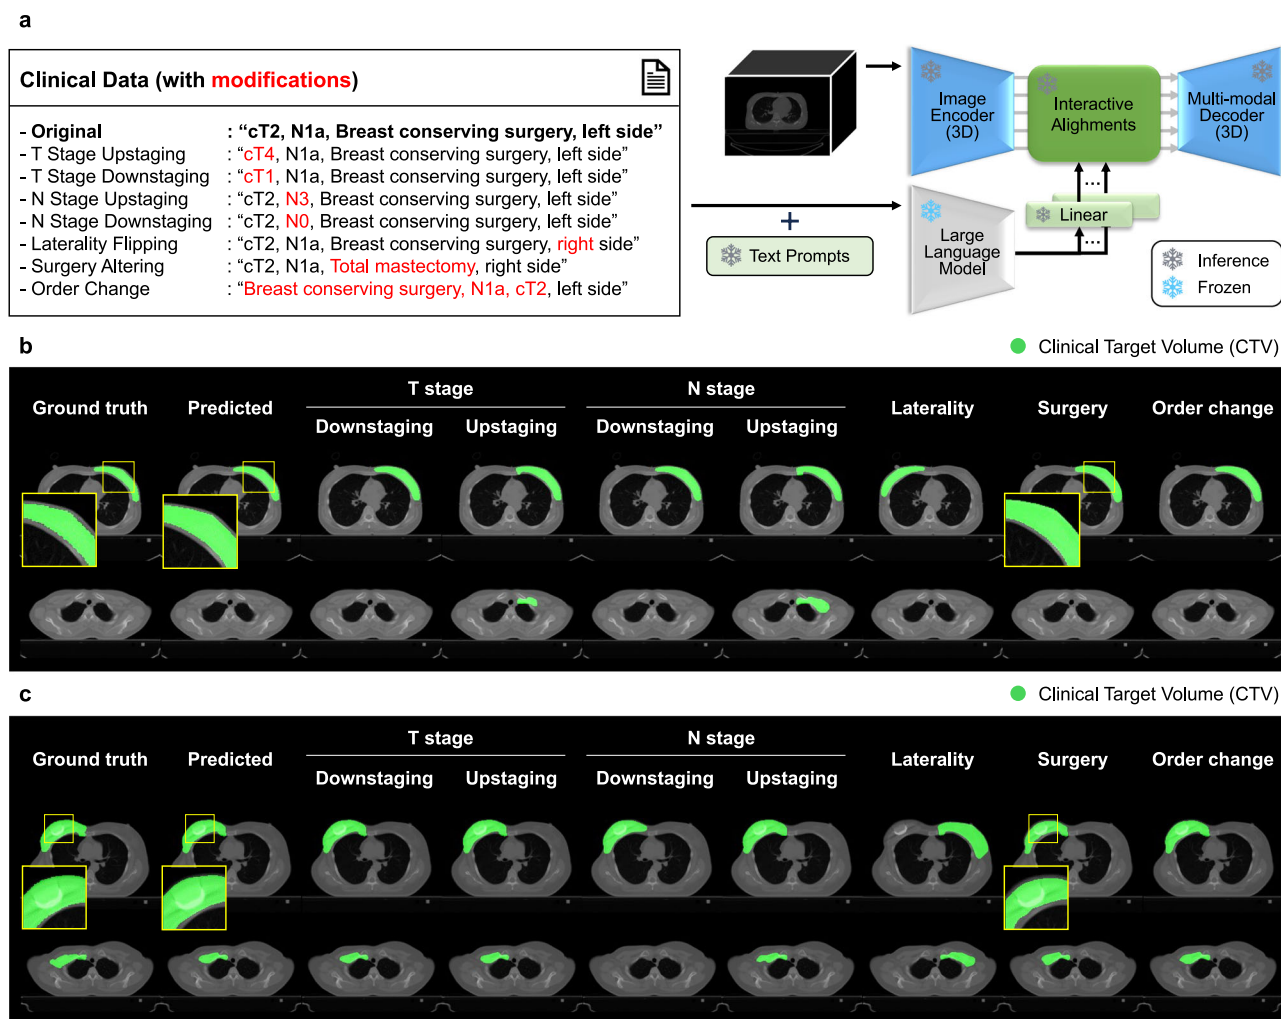 a
Clinical Data (with modifications)
- Original : “cT2, N1a, Breast conserving surgery, left side”
- T Stage Upstaging : “cT4, N1a, Breast conserving surgery, left side”
- T Stage Downstaging : “cT1, N1a, Breast conserving surgery, left side”
- N Stage Upstaging : “cT2, N3, Breast conserving surgery, left side”
- N Stage Downstaging : “cT2, N0, Breast conserving surgery, left side”
- Laterality Flipping : “cT2, N1a, Breast conserving surgery, right side”
- Surgery Altering : “cT2, N1a, Total mastectomy, right side”
- Order Change : “Breast conserving surgery, N1a, cT2, left side”
+
Text Prompts
Image
Encoder
(3D)
Interactive
Alighments
Multi-modal
Decoder
(3D)
...
Linear
...
Large
Language
Model
Inference
Frozen
b
Clinical Target Volume (CTV)
T stage N stage
Ground truth Predicted Laterality Surgery Order change
Downstaging Upstaging Downstaging Upstaging
c
Clinical Target Volume (CTV)
T stage N stage
Ground truth Predicted Laterality Surgery Order change
Downstaging Upstaging Downstaging Upstaging